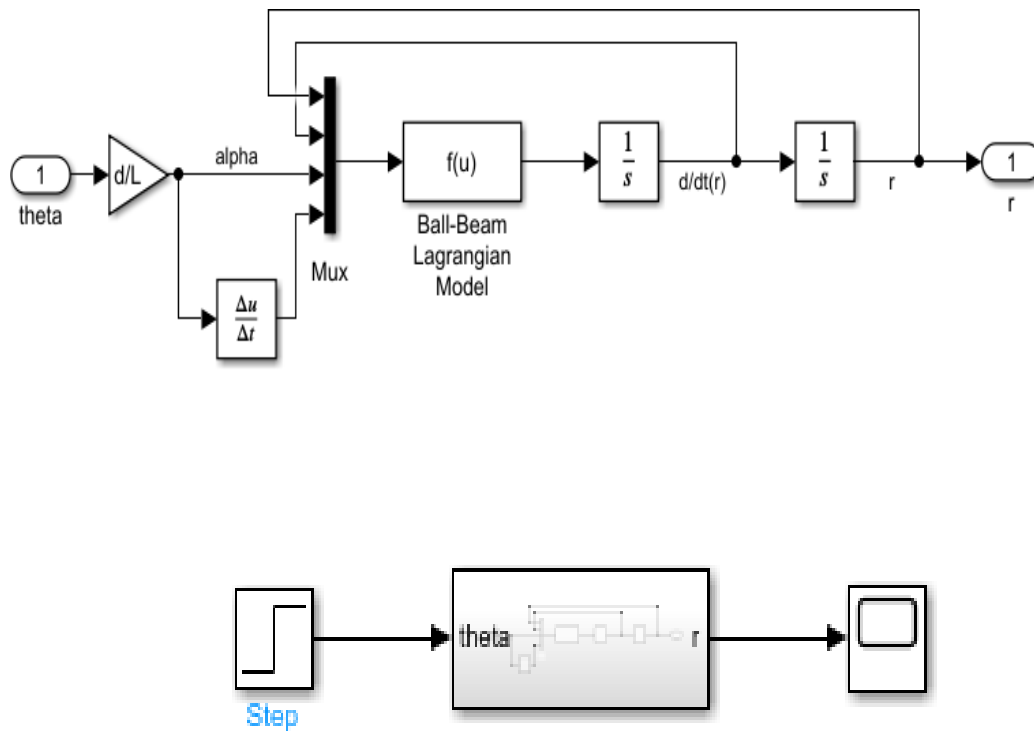 1
theta
d/L
alpha
Δu
Δt
Mux
f(u)
Ball-Beam
Lagrangian
Model
1
s
d/dt(r)
1
s
r
1
r
Step
theta
r